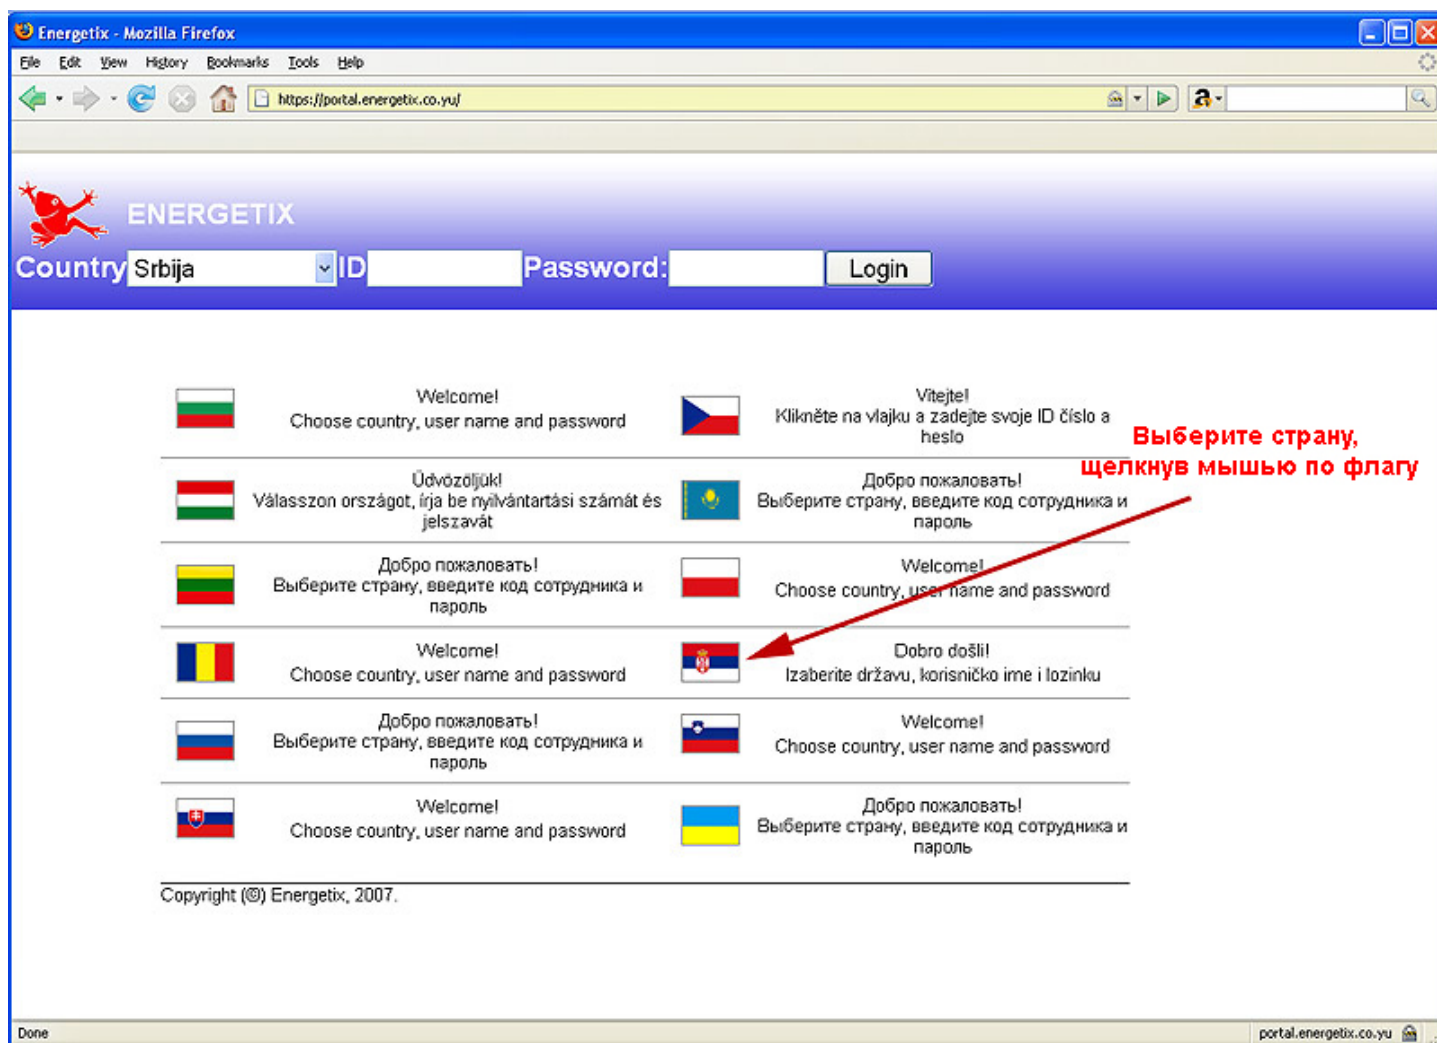 Energetix - Mozilla Firefox
File Edit View History Bookmarks Tools Help
https://portal.energetix.co.yu/
ENERGETIX
Country Srbija ID Password: Login
Welcome!
Choose country, user name and password
Vítejte!
Klikněte na vlajku a zadejte svoje ID číslo a
heslo
Выберите страну,
щелкнув мышью по флагу
Üdvözöljük!
Válasszon országot, írja be nyilvántartási számát és
jelszavát
Добро пожаловать!
Выберите страну, введите код сотрудника и
пароль
Добро пожаловать!
Выберите страну, введите код сотрудника и
пароль
Welcome!
Choose country, user name and password
Welcome!
Choose country, user name and password
Dobro došli!
Izaberite državu, korisničko ime i lozinku
Добро пожаловать!
Выберите страну, введите код сотрудника и
пароль
Welcome!
Choose country, user name and password
Welcome!
Choose country, user name and password
Добро пожаловать!
Выберите страну, введите код сотрудника и
пароль
Copyright (©) Energetix, 2007.
Done portal.energetix.co.yu